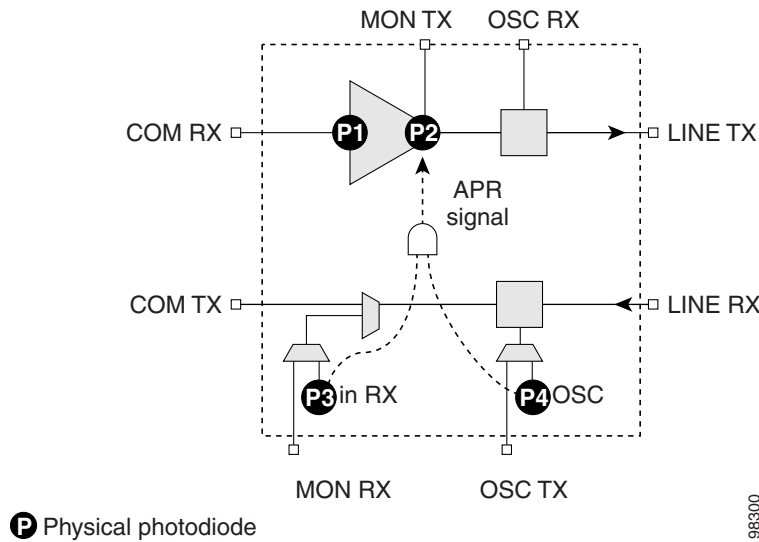 MON TX OSC RX
COM RX P1 P2 LINE TX
APR
signal
COM TX LINE RX
P3 in RX P4 OSC
MON RX OSC TX
P Physical photodiode
98300